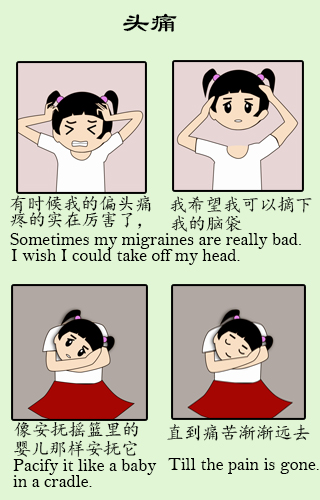 头痛
有时候我的偏头痛
疼的实在厉害了，
我希望我可以摘下
我的脑袋
Sometimes my migraines are really bad.
I wish I could take off my head.
像安抚摇篮里的
婴儿那样安抚它
Pacify it like a baby
in a cradle.
直到痛苦渐渐远去
Till the pain is gone.